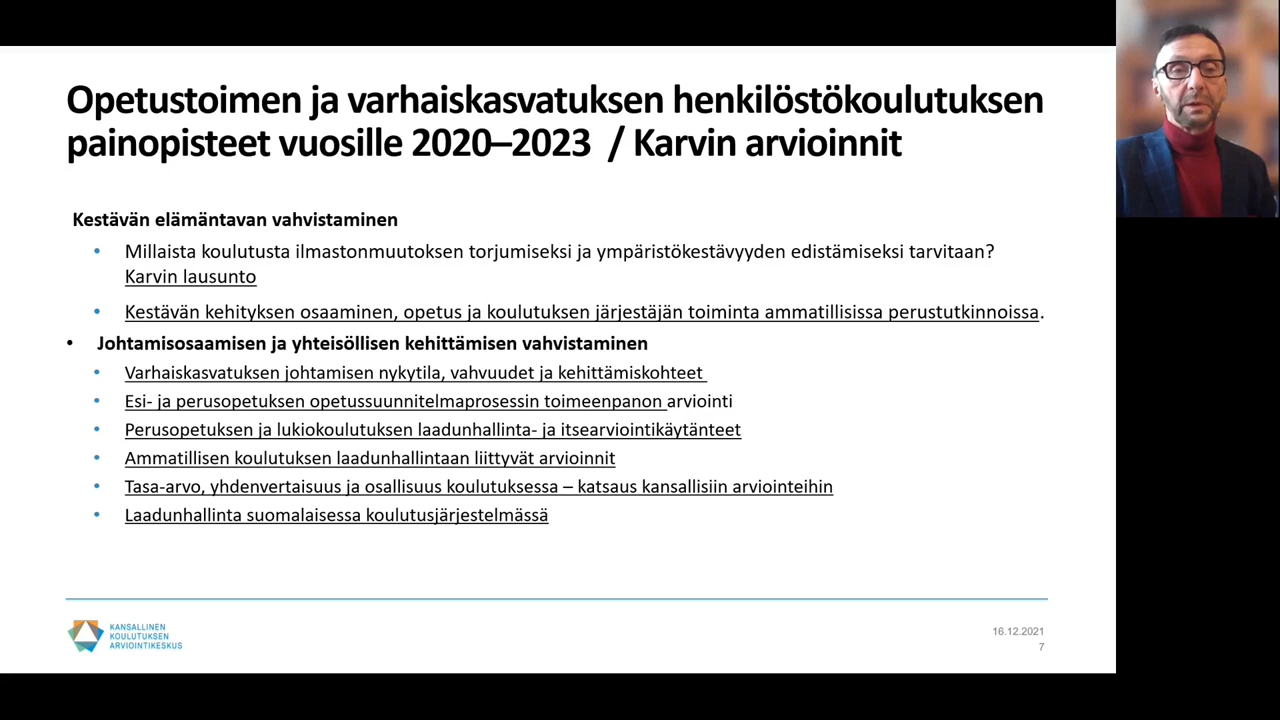 Opetustoimen ja varhaiskasvatuksen henkilöstökoulutuksen
painopisteet vuosille 2020–2023 / Karvin arvioinnit
Kestävän elämäntavan vahvistaminen
• Millaista koulutusta ilmastonmuutoksen torjumiseksi ja ympäristökestävyyden edistämiseksi tarvitaan?
Karvin lausunto
• Kestävän kehityksen osaaminen, opetus ja koulutuksen järjestäjän toiminta ammatillisissa perustutkinnoissa.
• Johtamisosaamisen ja yhteisöllisen kehittämisen vahvistaminen
• Varhaiskasvatuksen johtamisen nykytila, vahvuudet ja kehittämiskohteet
• Esi- ja perusopetuksen opetussuunnitelmaprosessin toimeenpanon arviointi
• Perusopetuksen ja lukiokoulutuksen laadunhallinta- ja itsearviointikäytänteet
• Ammatillisen koulutuksen laadunhallintaan liittyvät arvioinnit
• Tasa-arvo, yhdenvertaisuus ja osallisuus koulutuksessa – katsaus kansallisiin arviointeihin
• Laadunhallinta suomalaisessa koulutusjärjestelmässä
KANSALLINEN
KOULUTUKSEN
ARVIOINTIKESKUS
16.12.2021
7